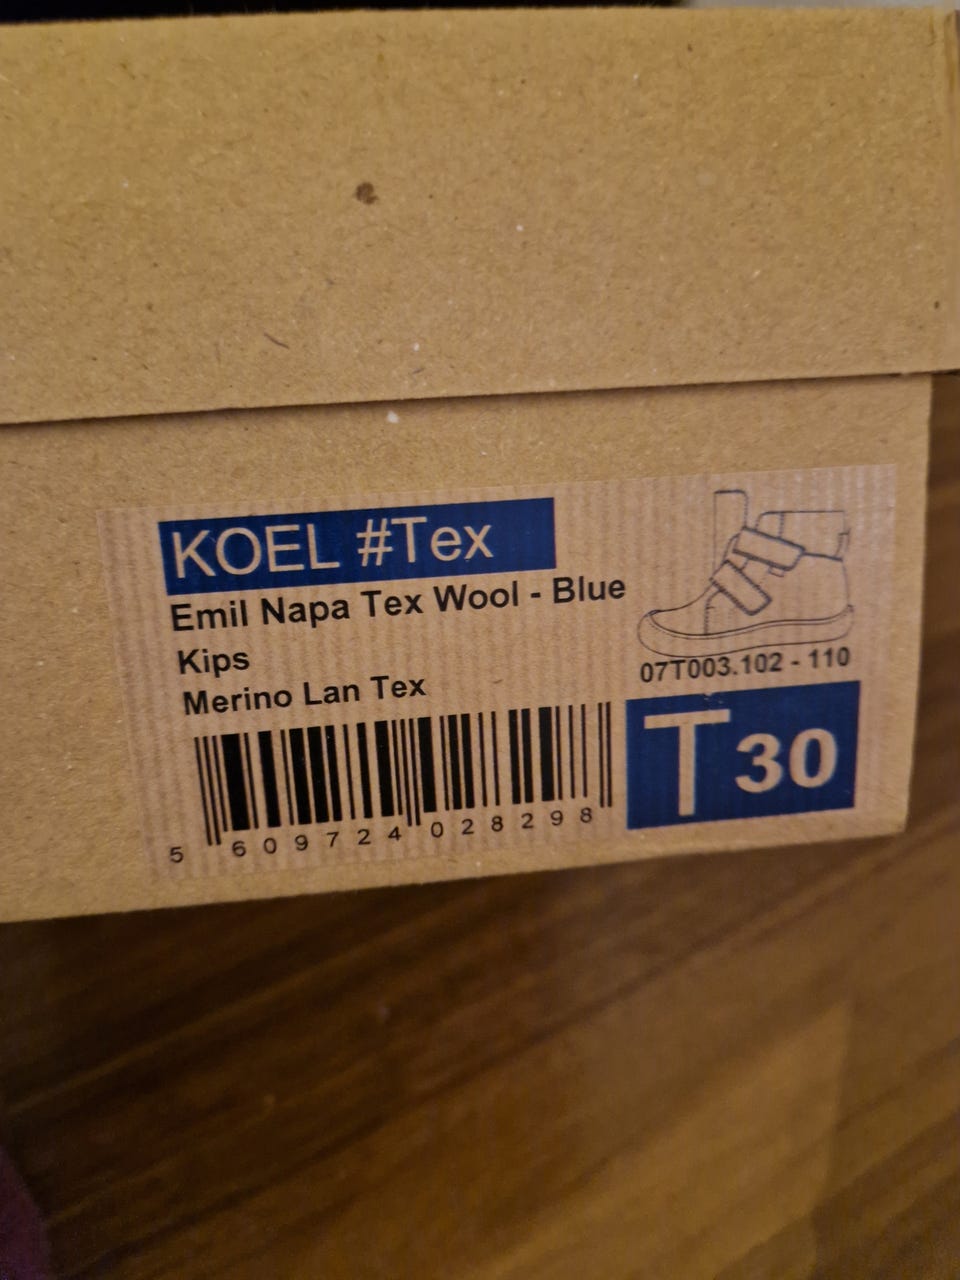 KOEL #Tex
Emil Napa Tex Wool - Blue
Kips
Merino Lan Tex
07T003.102 - 110
T 30
5 609724 028298